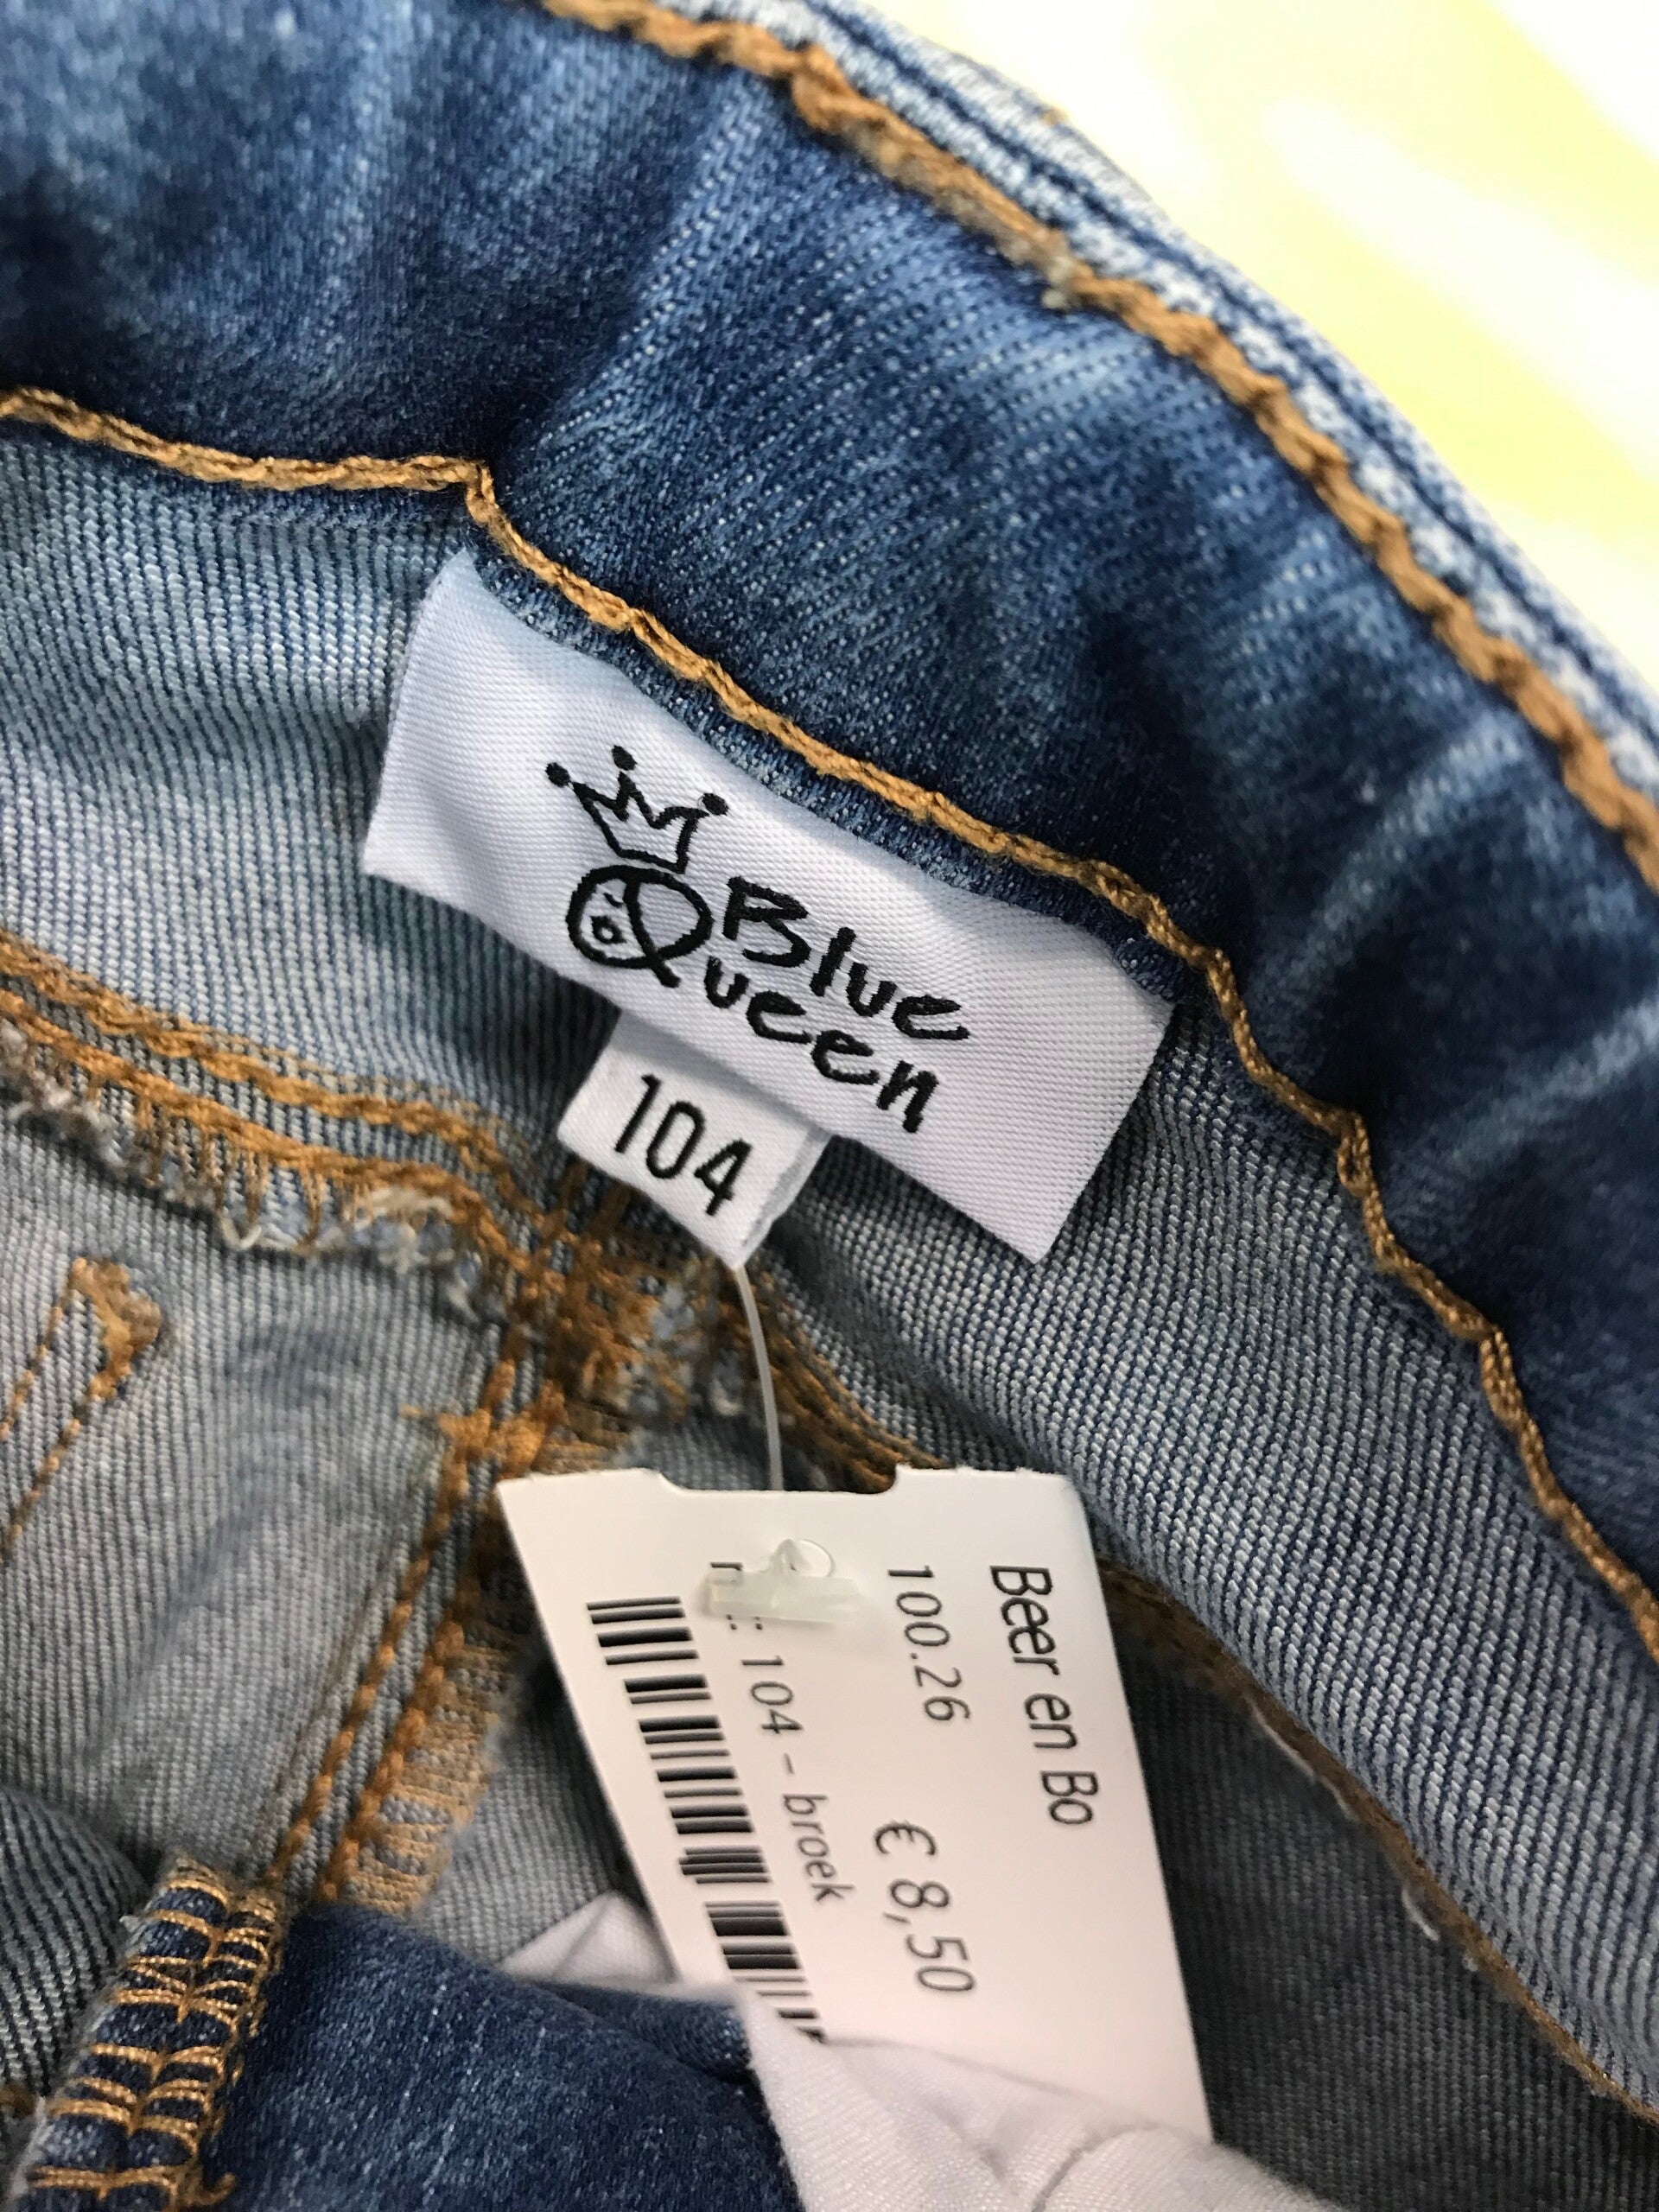 Blue
Queen
104
Beer en Bo
100.26 € 8,50
104 - broek